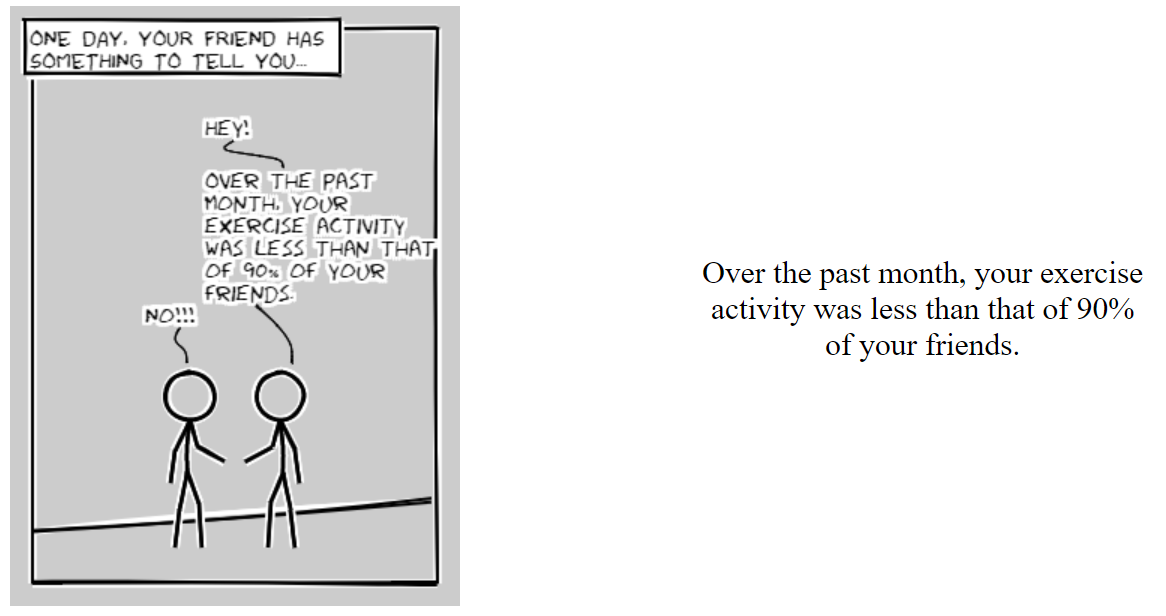 ONE DAY, YOUR FRIEND HAS
SOMETHING TO TELL YOU...
HEY!
OVER THE PAST
MONTH, YOUR
EXERCISE ACTIVITY
WAS LESS THAN THAT
OF 90% OF YOUR
FRIENDS.
NO!!!
Over the past month, your exercise
activity was less than that of 90%
of your friends.